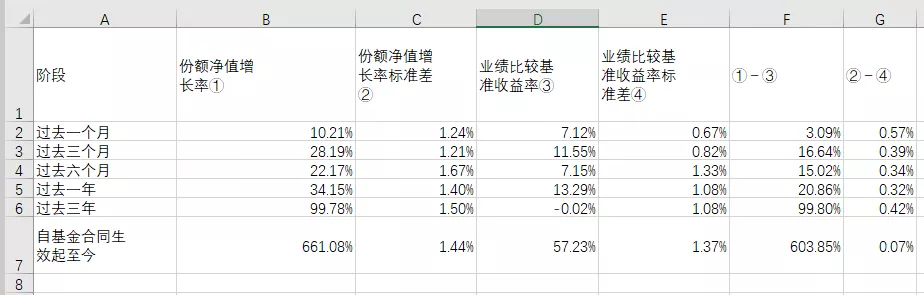 A B C D E F G
1 阶段 份额净值增长率① 份额净值增长率标准差② 业绩比较基准收益率③ 业绩比较基准收益率标准差④ ①－③ ②－④
2 过去一个月 10.21% 1.24% 7.12% 0.67% 3.09% 0.57%
3 过去三个月 28.19% 1.21% 11.55% 0.82% 16.64% 0.39%
4 过去六个月 22.17% 1.67% 7.15% 1.33% 15.02% 0.34%
5 过去一年 34.15% 1.40% 13.29% 1.08% 20.86% 0.32%
6 过去三年 99.78% 1.50% -0.02% 1.08% 99.80% 0.42%
7 自基金合同生效起至今 661.08% 1.44% 57.23% 1.37% 603.85% 0.07%
8